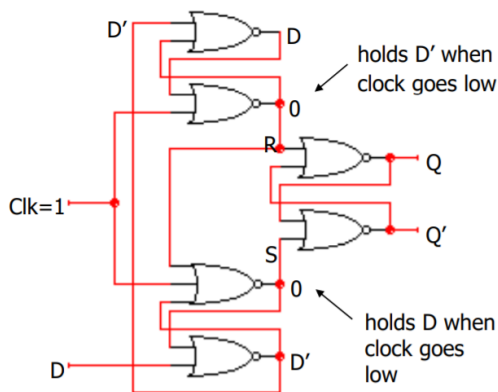 D′
D
holds D′ when
clock goes low
0
R
Q
Clk=1
Q′
S
0
holds D when
clock goes
low
D′
D